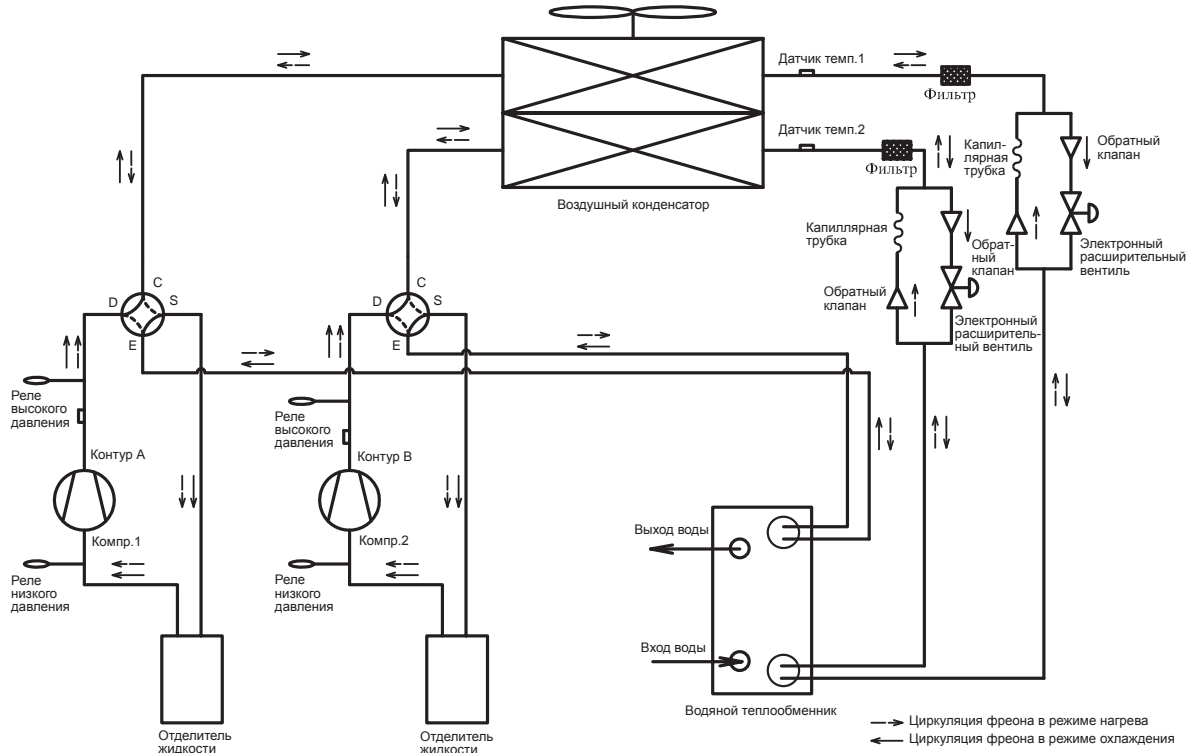 Датчик темп.1
Фильтр
Датчик темп.2
Фильтр
Воздушный конденсатор
Капил-
лярная
трубка
Обратный
клапан
Капиллярная
трубка
Обрат-
ный
клапан
Электронный
расширительный
вентиль
Обратный
клапан
Электронный
расширитель-
ный вентиль
C
D
S
E
C
D
S
E
Реле
высокого
давления
Реле
высокого
давления
Контур А
Контур В
Компр.1
Компр.2
Реле
низкого
давления
Реле
низкого
давления
Отделитель
жидкости
Отделитель
жидкости
Выход воды
Вход воды
Водяной теплообменник
Циркуляция фреона в режиме нагрева
Циркуляция фреона в режиме охлаждения